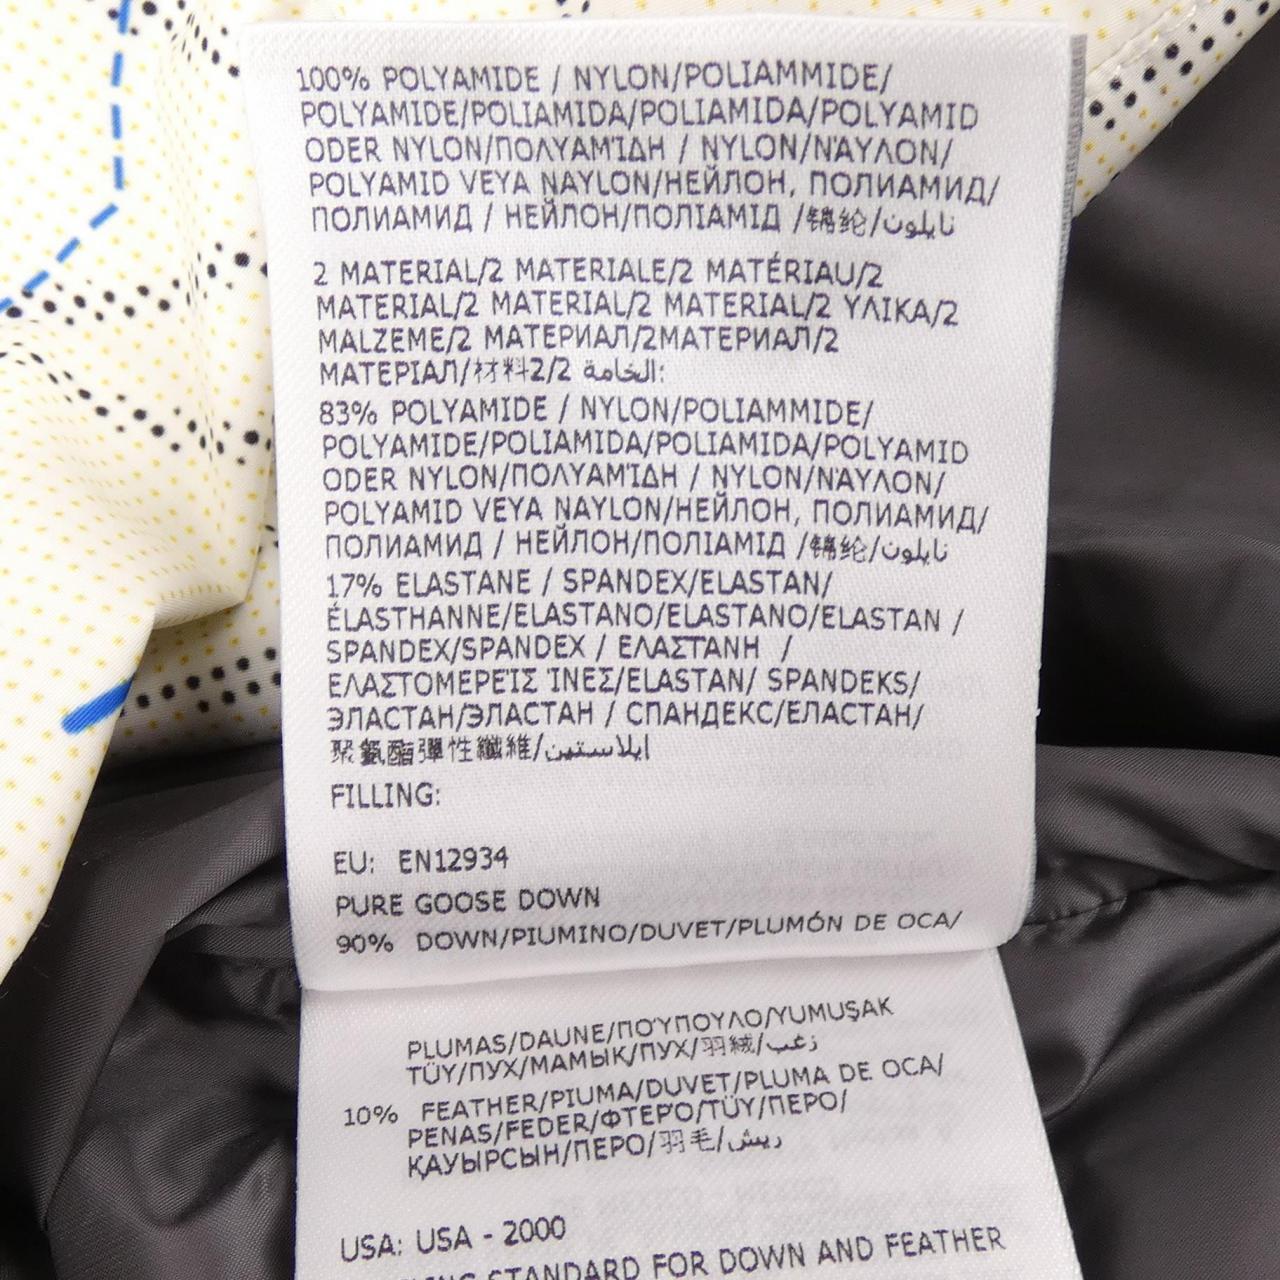 100% POLYAMIDE / NYLON/POLIAMMIDE/
POLYAMIDE/POLIAMIDA/POLIAMIDA/POLYAMID
ODER NYLON/ΠΟΛΥΑΜΊΔΗ / NYLON/ΝΆΥΛΟΝ/
POLYAMID VEYA NAYLON/НЕЙЛОН, ПОЛИАМИД/
ПОЛИАМИД / НЕЙЛОН/ПОЛІАМІД /锦纶/نايلون
2 MATERIAL/2 MATERIALE/2 MATÉRIAU/2
MATERIAL/2 MATERIAL/2 MATERIAL/2 ΥΛΙΚΑ/2
MALZEME/2 МАТЕРИАЛ/2МАТЕРИАЛ/2
МАТЕРІАЛ/材料2/2 الخامة:
83% POLYAMIDE / NYLON/POLIAMMIDE/
POLYAMIDE/POLIAMIDA/POLIAMIDA/POLYAMID
ODER NYLON/ΠΟΛΥΑΜΊΔΗ / NYLON/ΝΆΥΛΟΝ/
POLYAMID VEYA NAYLON/НЕЙЛОН, ПОЛИАМИД/
ПОЛИАМИД / НЕЙЛОН/ПОЛІАМІД /锦纶/نايلون
17% ELASTANE / SPANDEX/ELASTAN/
ÉLASTHANNE/ELASTANO/ELASTANO/ELASTAN /
SPANDEX/SPANDEX / ΕΛΑΣΤΑΝΗ /
ΕΛΑΣΤΟΜΕΡΕΊΣ ΊΝΕΣ/ELASTAN/ SPANDEKS/
ЭЛАСТАН/ЭЛАСТАН / СПАНДЕКС/ЕЛАСТАН/
聚氨酯彈性纖維/ايلاستين
FILLING:
EU: EN12934
PURE GOOSE DOWN
90% DOWN/PIUMINO/DUVET/PLUMÓN DE OCA/
PLUMAS/DAUNE/ΠΟΎΠΟΥΛΟ/YUMUŞAK
TÜY/ПУХ/МАМЫҚ/ПУХ/羽絨/زغب
10% FEATHER/PIUMA/DUVET/PLUMA DE OCA/
PENAS/FEDER/ΦΤΕΡΌ/TÜY/ПЕРО/
ҚАУЫРСЫН/ПЕРО/羽毛/ريش
USA: USA - 2000
STANDARD FOR DOWN AND FEATHER